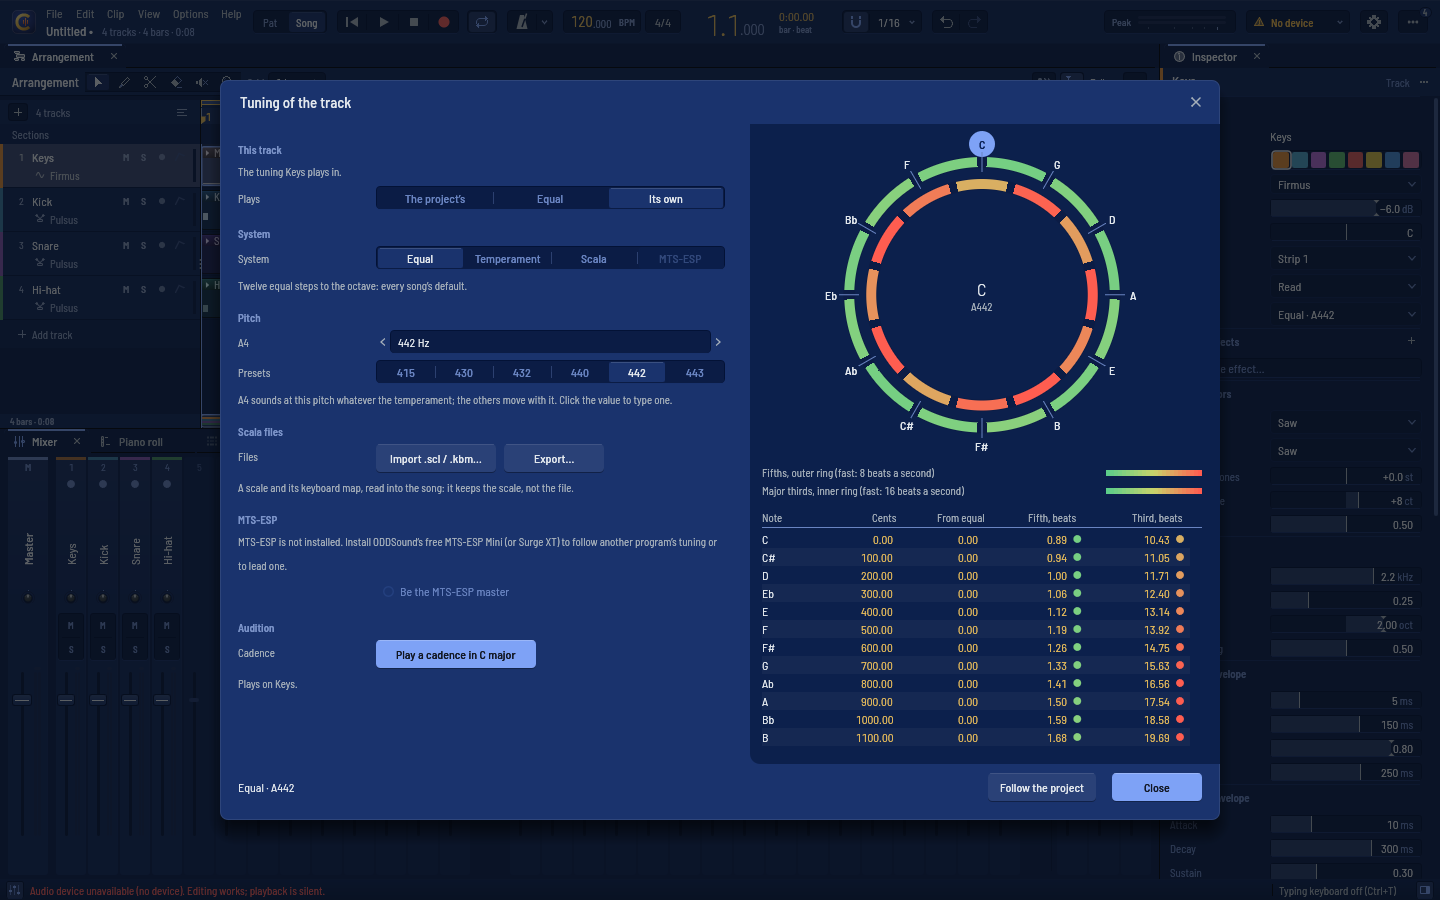 File Edit Clip View Options Help
Untitled • 4 tracks · 4 bars · 0:08
Pat Song
120.000 BPM 4/4
1.1.000
0:00.00
bar · beat
1/16
Peak
No device
4
Arrangement
Inspector
Arrangement
Track
4 tracks
1
Sections
1 Keys M S
Firmus
2 Kick M S
Pulsus
3 Snare M S
Pulsus
4 Hi-hat M S
Pulsus
+ Add track
4 bars · 0:08
Mixer
Piano roll
M 1 2 3 4 5
Master
Keys
Kick
Snare
Hi-hat
M M M M
S S S S
Tuning of the track
This track
The tuning Keys plays in.
Plays The project's Equal Its own
System
System Equal Temperament Scala MTS-ESP
Twelve equal steps to the octave: every song's default.
Pitch
A4 442 Hz
Presets 415 430 432 440 442 443
A4 sounds at this pitch whatever the temperament; the others move with it. Click the value to type one.
Scala files
Files Import .scl / .kbm... Export...
A scale and its keyboard map, read into the song: it keeps the scale, not the file.
MTS-ESP
MTS-ESP is not installed. Install ODDSound's free MTS-ESP Mini (or Surge XT) to follow another program's tuning or
to lead one.
Be the MTS-ESP master
Audition
Cadence Play a cadence in C major
Plays on Keys.
Equal · A442
C
F G
Bb D
Eb A
Ab E
C# B
F#
C
A442
Fifths, outer ring (fast: 8 beats a second)
Major thirds, inner ring (fast: 16 beats a second)
Note Cents From equal Fifth, beats Third, beats
C 0.00 0.00 0.89 10.43
C# 100.00 0.00 0.94 11.05
D 200.00 0.00 1.00 11.71
Eb 300.00 0.00 1.06 12.40
E 400.00 0.00 1.12 13.14
F 500.00 0.00 1.19 13.92
F# 600.00 0.00 1.26 14.75
G 700.00 0.00 1.33 15.63
Ab 800.00 0.00 1.41 16.56
A 900.00 0.00 1.50 17.54
Bb 1000.00 0.00 1.59 18.58
B 1100.00 0.00 1.68 19.69
Follow the project Close
Keys
Firmus
−6.0 dB
C
Strip 1
Read
Equal · A442
e effect...
Saw
Saw
+0.0 st
+8 ct
0.50
2.2 kHz
0.25
2.00 oct
0.50
5 ms
150 ms
0.80
250 ms
Attack 10 ms
Decay 300 ms
Sustain 0.30
Audio device unavailable (no device). Editing works; playback is silent.
Typing keyboard off (Ctrl+T)